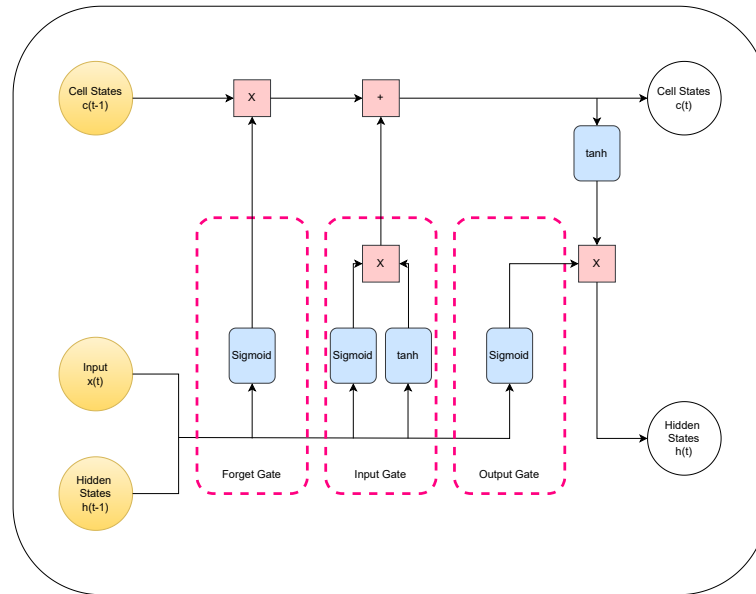 Cell States
c(t-1)
X
+
Cell States
c(t)
tanh
X
X
Sigmoid
Sigmoid
tanh
Sigmoid
Input
x(t)
Hidden
States
h(t)
Forget Gate
Input Gate
Output Gate
Hidden
States
h(t-1)